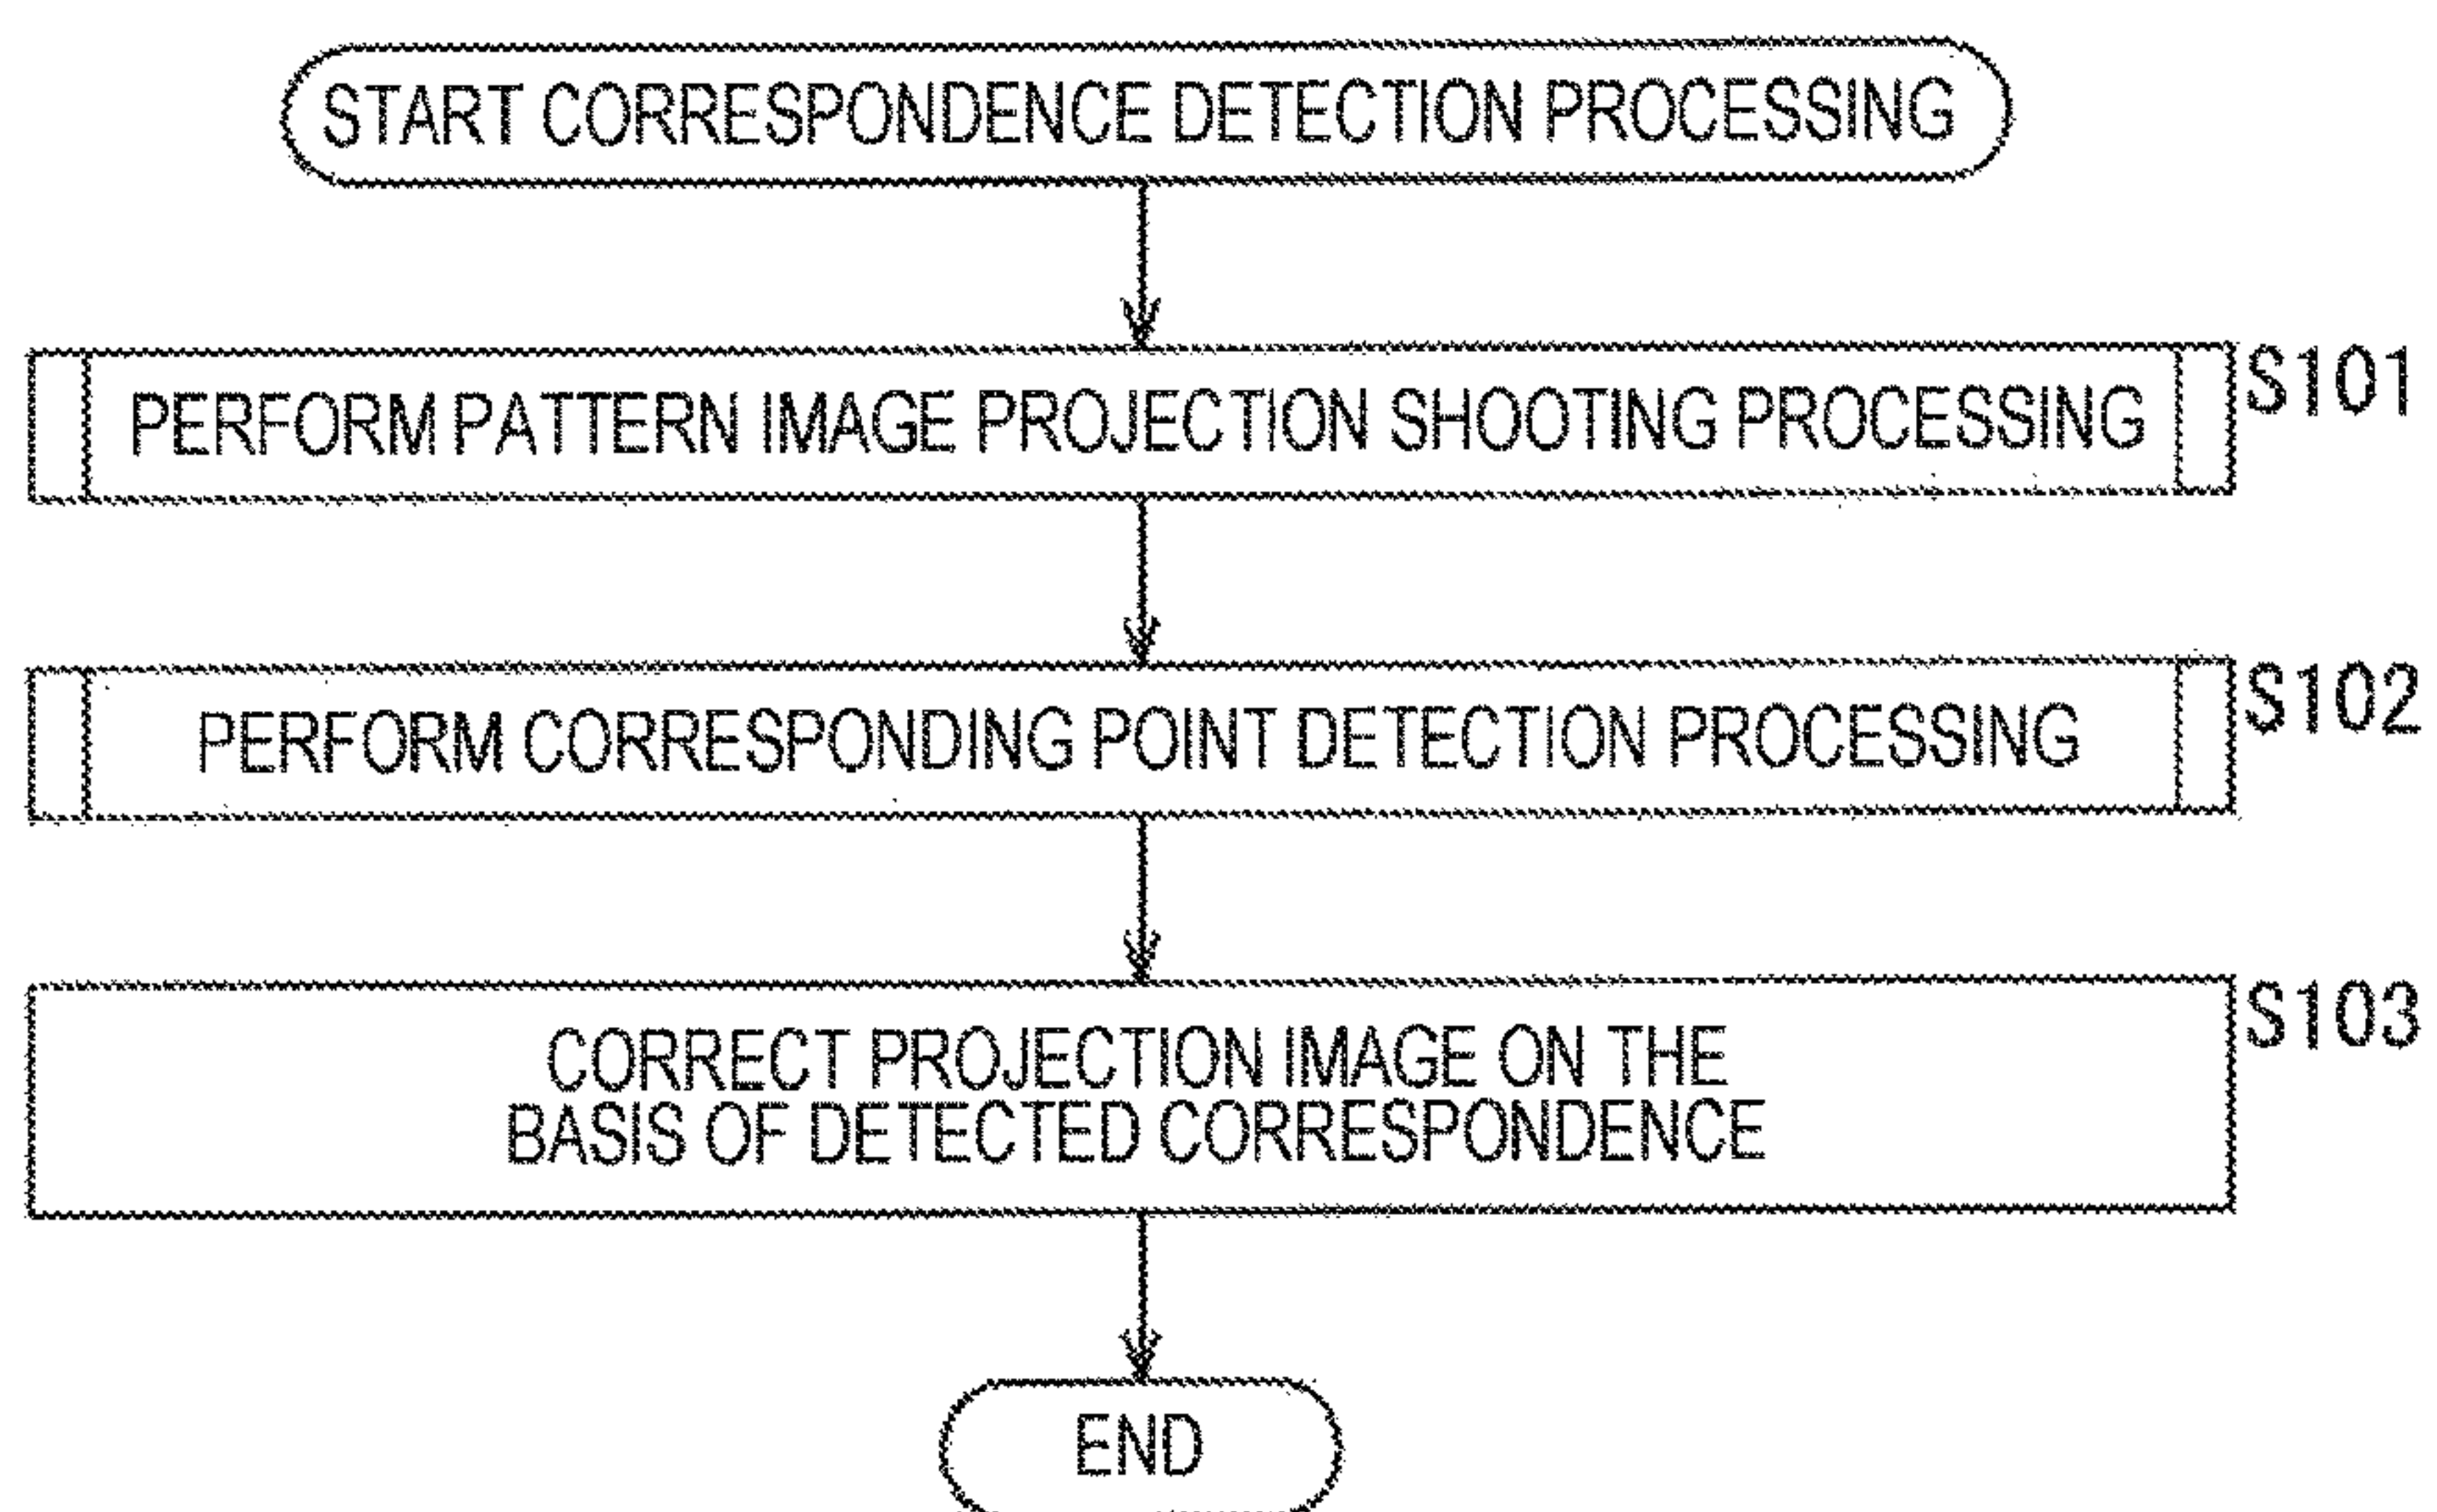 START CORRESPONDENCE DETECTION PROCESSING
PERFORM PATTERN IMAGE PROJECTION SHOOTING PROCESSING
S101
PERFORM CORRESPONDING POINT DETECTION PROCESSING
S102
CORRECT PROJECTION IMAGE ON THE
BASIS OF DETECTED CORRESPONDENCE
S103
END